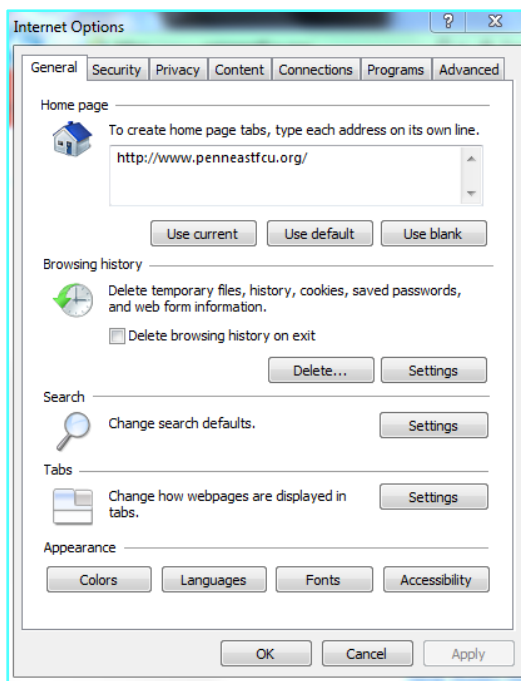 Internet Options
General Security Privacy Content Connections Programs Advanced
Home page
To create home page tabs, type each address on its own line.
http://www.penneastfcu.org/
Use current Use default Use blank
Browsing history
Delete temporary files, history, cookies, saved passwords,
and web form information.
Delete browsing history on exit
Delete... Settings
Search
Change search defaults. Settings
Tabs
Change how webpages are displayed in
tabs.
Settings
Appearance
Colors Languages Fonts Accessibility
OK Cancel Apply